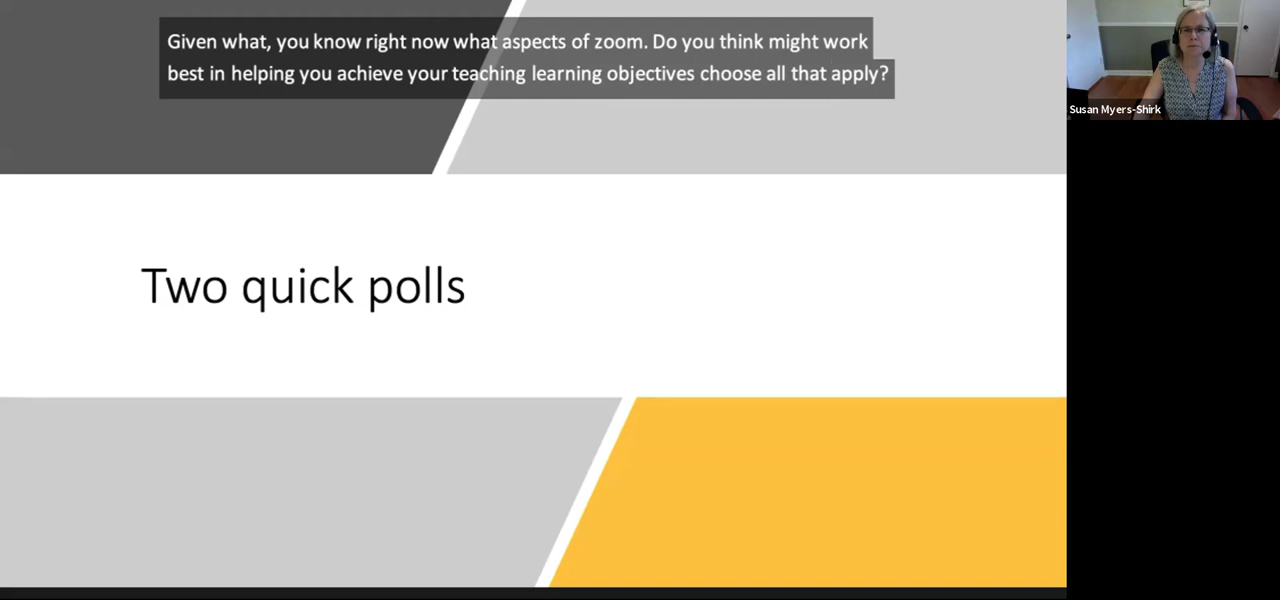 Given what, you know right now what aspects of zoom. Do you think might work
best in helping you achieve your teaching learning objectives choose all that apply?
Susan Myers-Shirk
Two quick polls